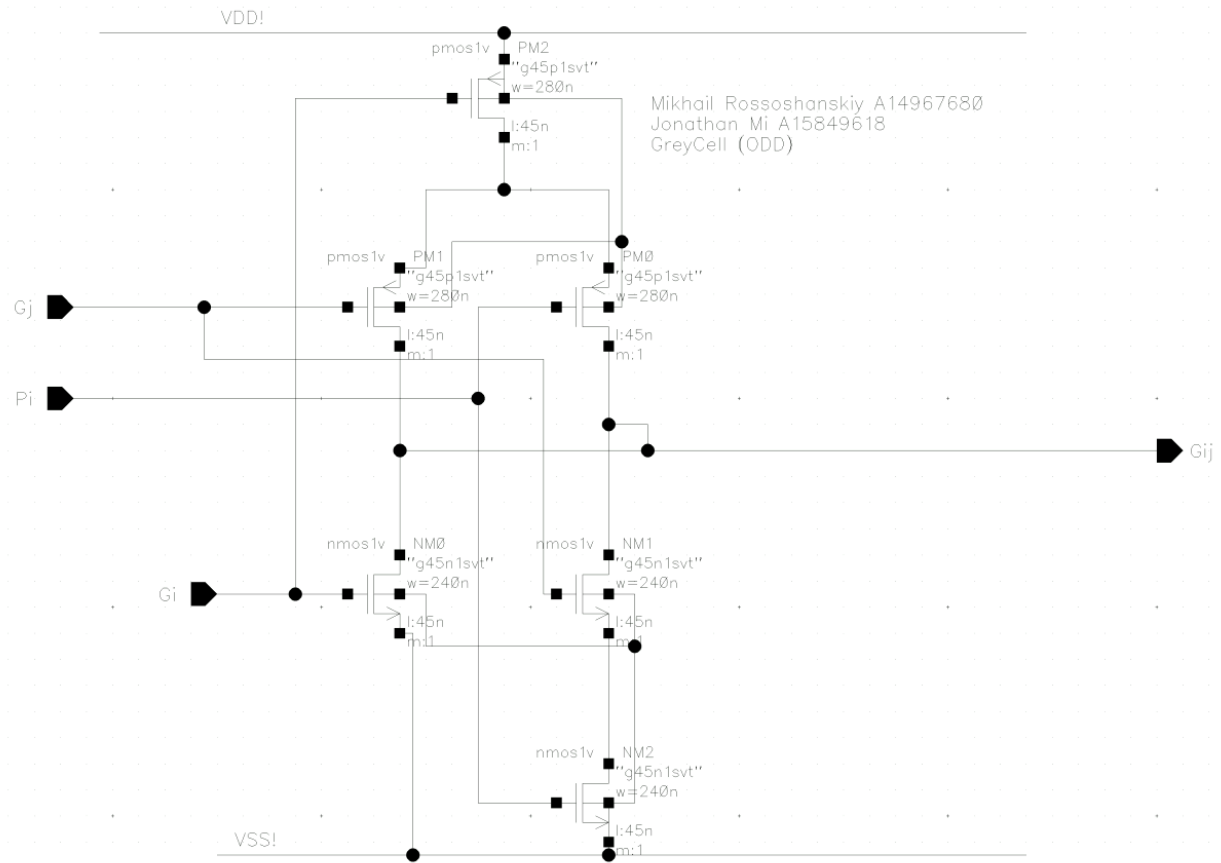 VDD!
pmos1v PM2
"g45p1svt"
w=280n
l:45n
m:1
Mikhail Rossoshanskiy A14967680
Jonathan Mi A15849618
GreyCell (ODD)
pmos1v PM1
"g45p1svt"
w=280n
l:45n
m:1
pmos1v PM0
"g45p1svt"
w=280n
l:45n
m:1
Gj
Pi
Gij
nmos1v NM0
"g45n1svt"
w=240n
l:45n
m:1
nmos1v NM1
"g45n1svt"
w=240n
l:45n
m:1
Gi
nmos1v NM2
"g45n1svt"
w=240n
l:45n
m:1
VSS!